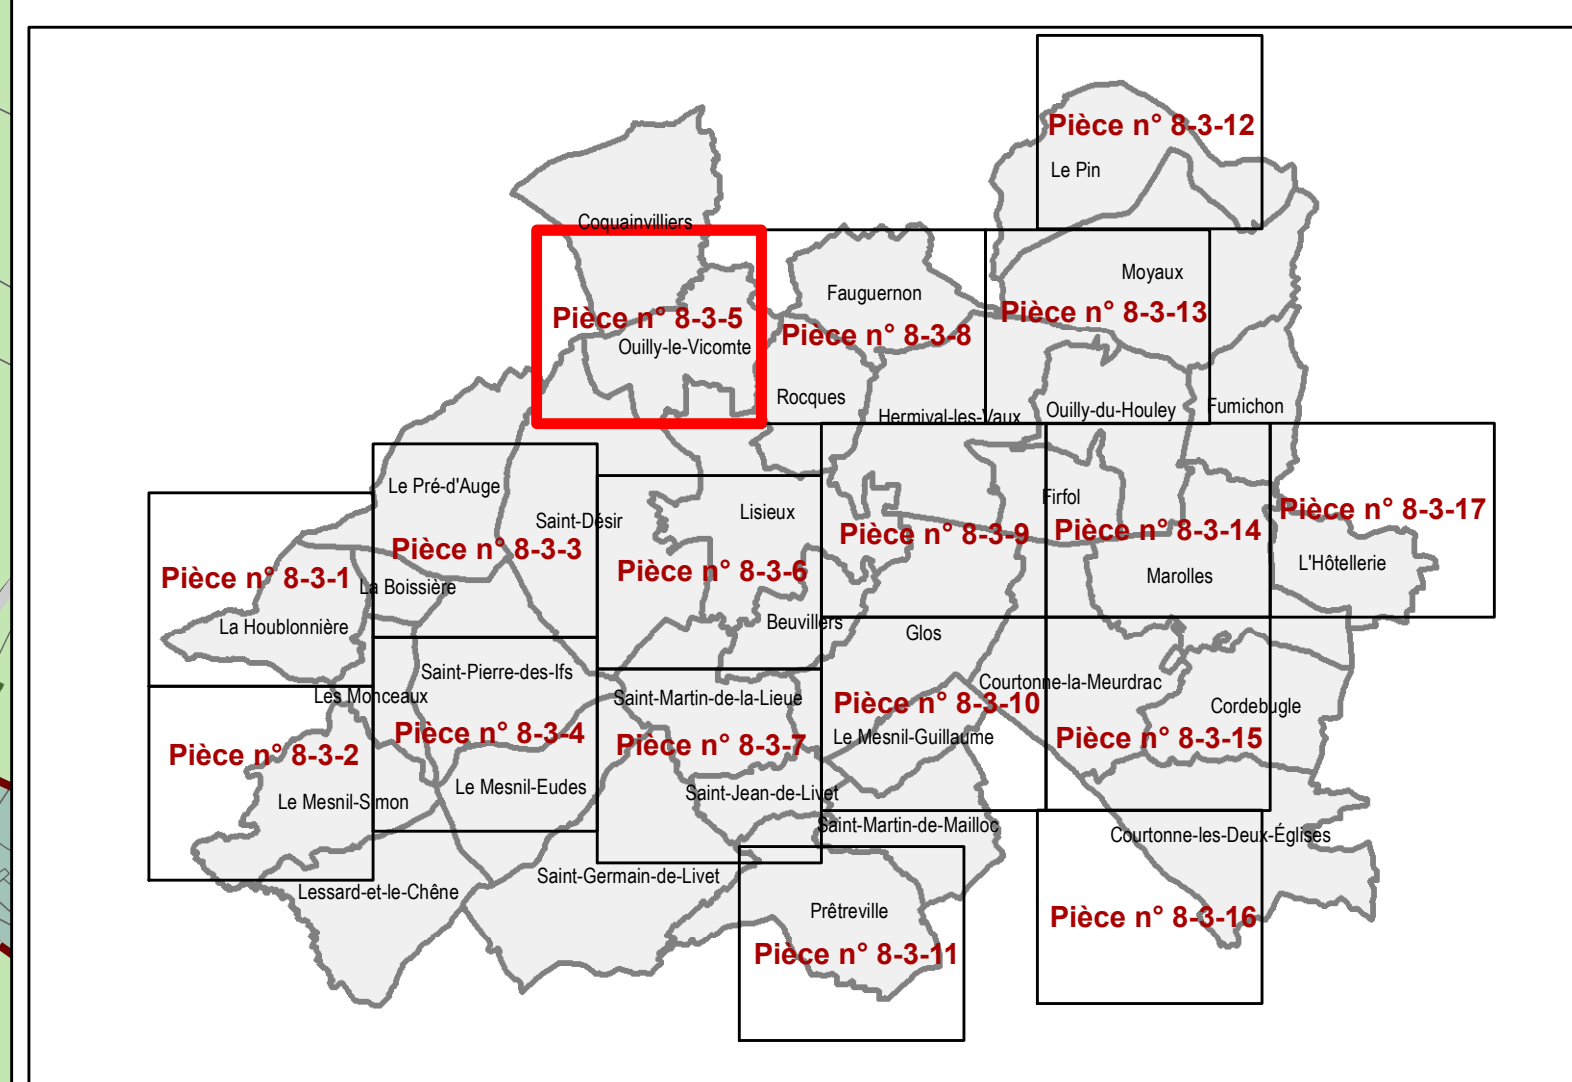 Pièce n° 8-3-12
Le Pin
Coquainvilliers
Moyaux
Fauguernon
Pièce n° 8-3-13
Pièce n° 8-3-5
Pièce n° 8-3-8
Ouilly-le-Vicomte
Rocques
Hermival-les-Vaux
Ouilly-du-Houley
Fumichon
Le Pré-d'Auge
Saint-Désir
Lisieux
Firfol
Pièce n° 8-3-17
Pièce n° 8-3-3
Pièce n° 8-3-9
Pièce n° 8-3-14
L'Hôtellerie
Pièce n° 8-3-1
La Boissière
Pièce n° 8-3-6
Marolles
La Houblonnière
Beuvillers
Glos
Saint-Pierre-des-Ifs
Les Monceaux
Saint-Martin-de-la-Lieue
Courtonne-la-Meurdrac
Pièce n° 8-3-10
Cordebugle
Pièce n° 8-3-2
Pièce n° 8-3-4
Pièce n° 8-3-7
Le Mesnil-Guillaume
Pièce n° 8-3-15
Le Mesnil-Simon
Le Mesnil-Eudes
Saint-Jean-de-Livet
Saint-Martin-de-Mailloc
Courtonne-les-Deux-Églises
Lessard-et-le-Chêne
Saint-Germain-de-Livet
Prêtreville
Pièce n° 8-3-16
Pièce n° 8-3-11